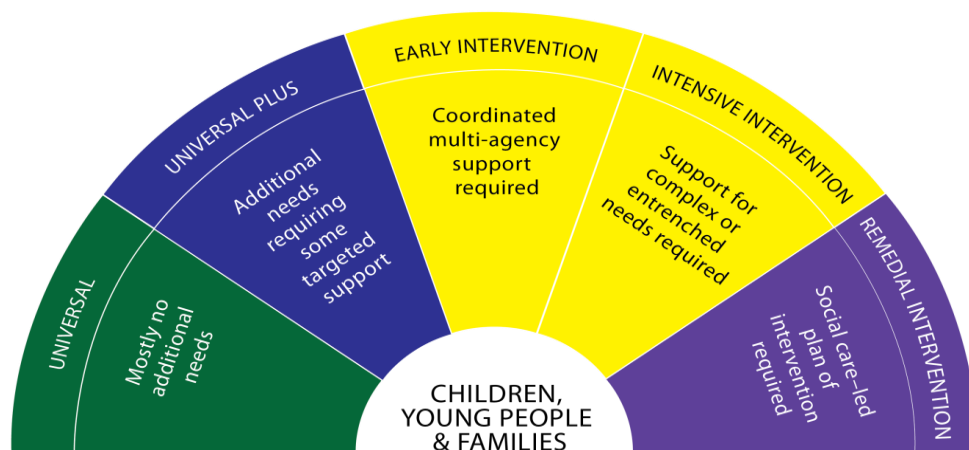 UNIVERSAL
Mostly no
additional
needs
UNIVERSAL PLUS
Additional
needs
requiring
some
targeted
support
EARLY INTERVENTION
Coordinated
multi-agency
support
required
INTENSIVE INTERVENTION
Support for
complex or
entrenched
needs required
REMEDIAL INTERVENTION
Social care–led
plan of
intervention
required
CHILDREN,
YOUNG PEOPLE
& FAMILIES